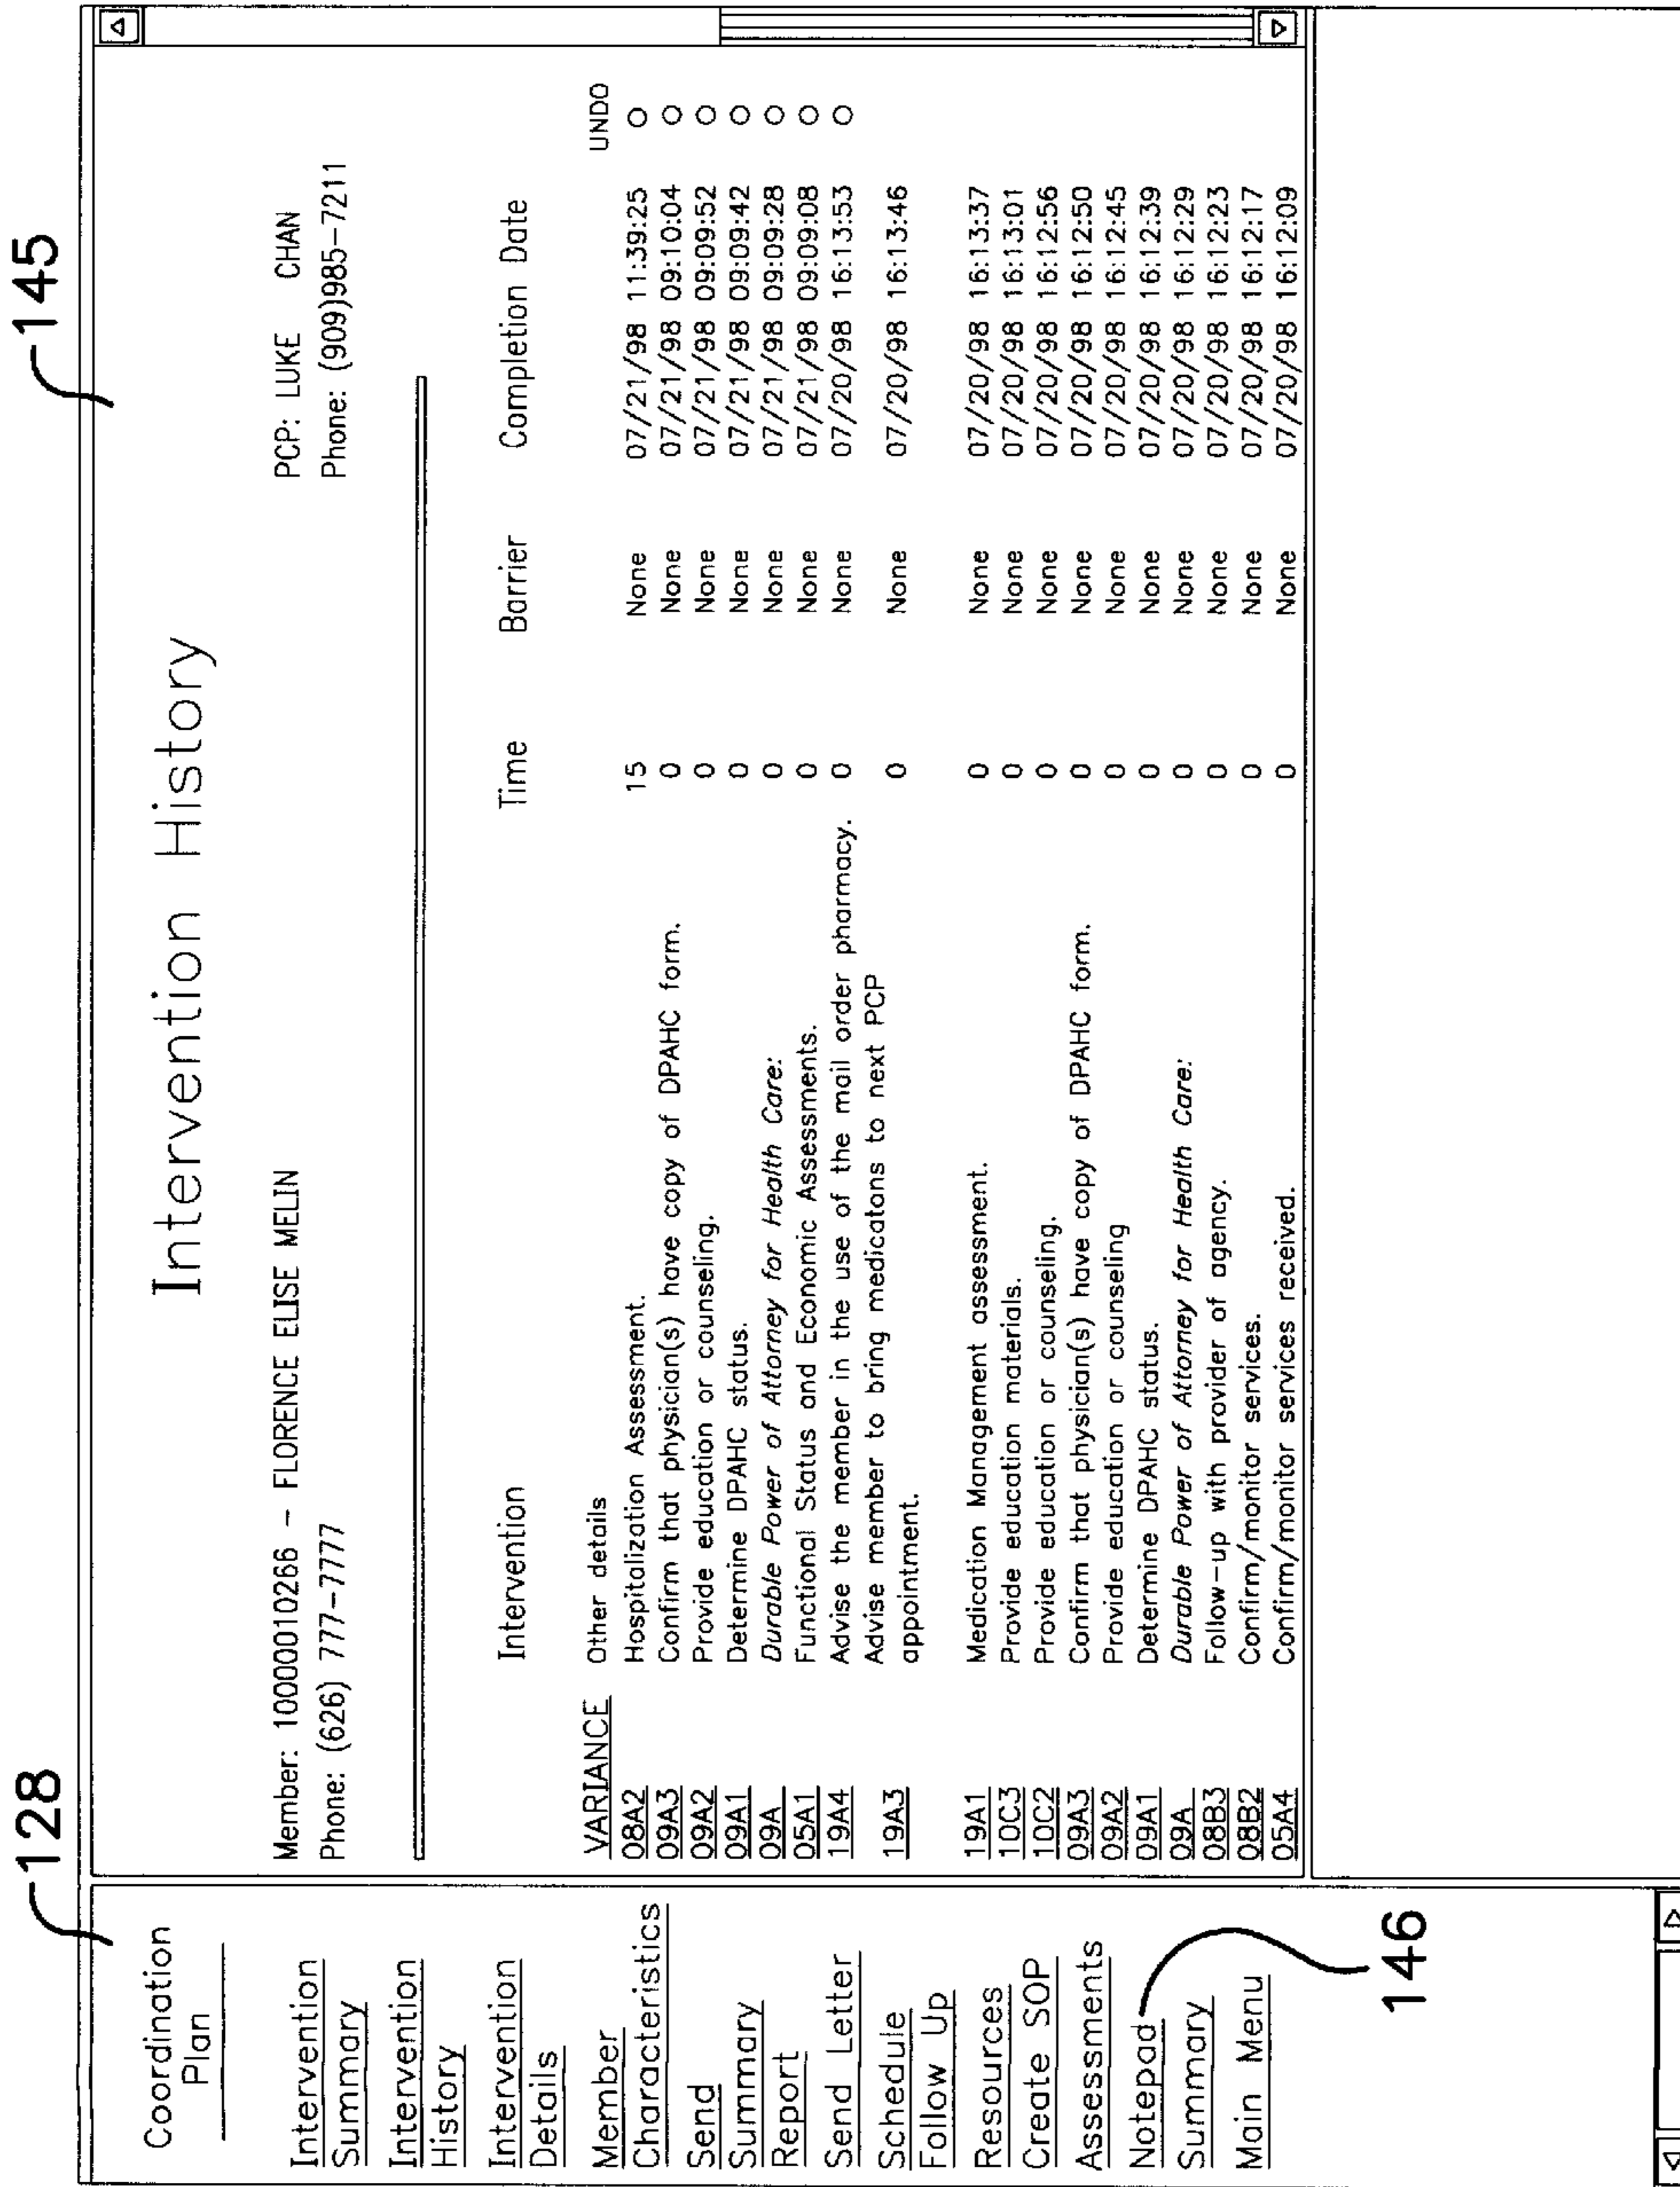 128
145
Coordination
Plan
Intervention
Summary
Intervention
History
Intervention
Details
Member
Characteristics
Send
Summary
Report
Send Letter
Schedule
Follow Up
Resources
Create SOP
Assessments
Notepad
Summary
Main Menu
146
Intervention History
Member: 1000010266 – FLORENCE ELISE MELIN PCP: LUKE CHAN
Phone: (626) 777–7777 Phone: (909)985–7211
Intervention Time Barrier Completion Date
VARIANCE Other details UNDO
08A2 Hospitalization Assessment. 15 None 07/21/98 11:39:25 O
09A3 Confirm that physician(s) have copy of DPAHC form. 0 None 07/21/98 09:10:04 O
09A2 Provide education or counseling. 0 None 07/21/98 09:09:52 O
09A1 Determine DPAHC status. 0 None 07/21/98 09:09:42 O
09A Durable Power of Attorney for Health Care: 0 None 07/21/98 09:09:28 O
05A1 Functional Status and Economic Assessments. 0 None 07/21/98 09:09:08 O
19A4 Advise the member in the use of the mail order pharmacy. 0 None 07/20/98 16:13:53 O
Advise member to bring medicatons to next PCP
19A3 appointment. 0 None 07/20/98 16:13:46
19A1 Medication Management assessment. 0 None 07/20/98 16:13:37
10C3 Provide education materials. 0 None 07/20/98 16:13:01
10C2 Provide education or counseling. 0 None 07/20/98 16:12:56
09A3 Confirm that physician(s) have copy of DPAHC form. 0 None 07/20/98 16:12:50
09A2 Provide education or counseling 0 None 07/20/98 16:12:45
09A1 Determine DPAHC status. 0 None 07/20/98 16:12:39
09A Durable Power of Attorney for Health Care: 0 None 07/20/98 16:12:29
08B3 Follow–up with provider of agency. 0 None 07/20/98 16:12:23
08B2 Confirm/monitor services. 0 None 07/20/98 16:12:17
05A4 Confirm/monitor services received. 0 None 07/20/98 16:12:09